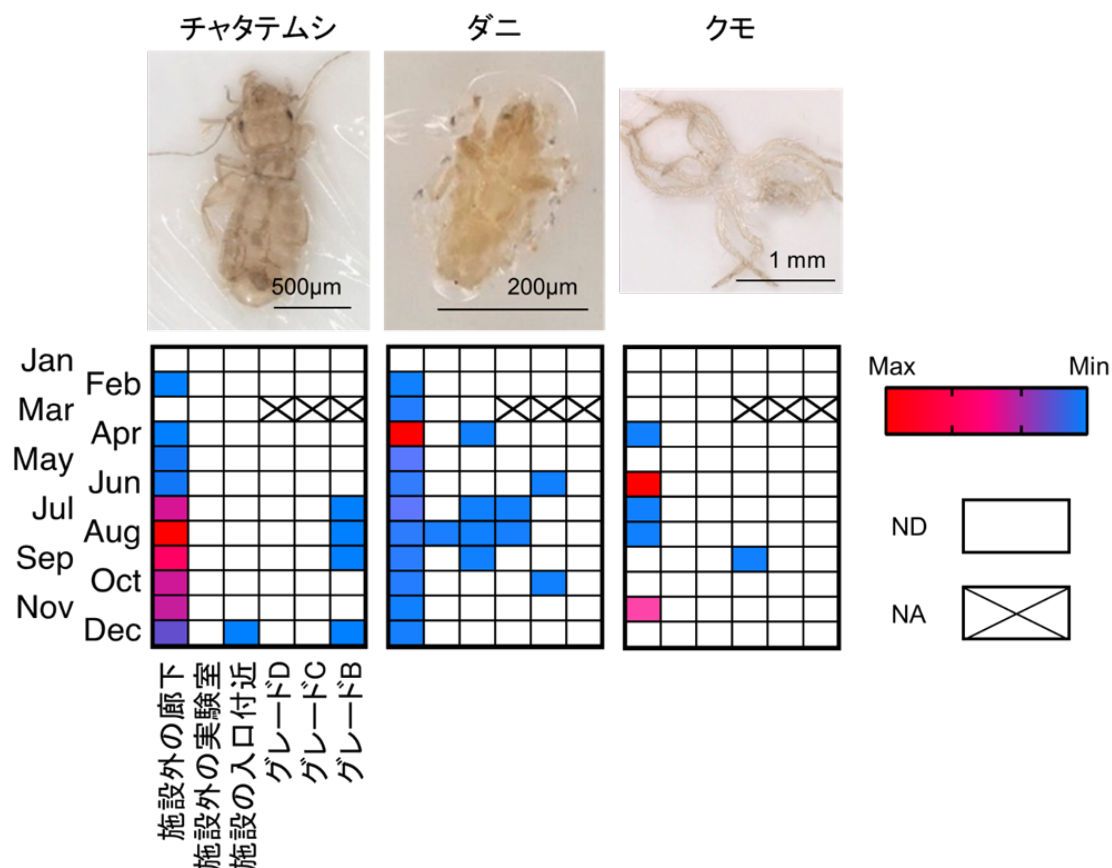 チャタテムシ
ダニ
クモ
500μm
200μm
1 mm
Jan
Feb
Mar
Apr
May
Jun
Jul
Aug
Sep
Oct
Nov
Dec
Max
Min
ND
NA
施設外の廊下
施設外の実験室
施設の入口付近
グレードD
グレードC
グレードB